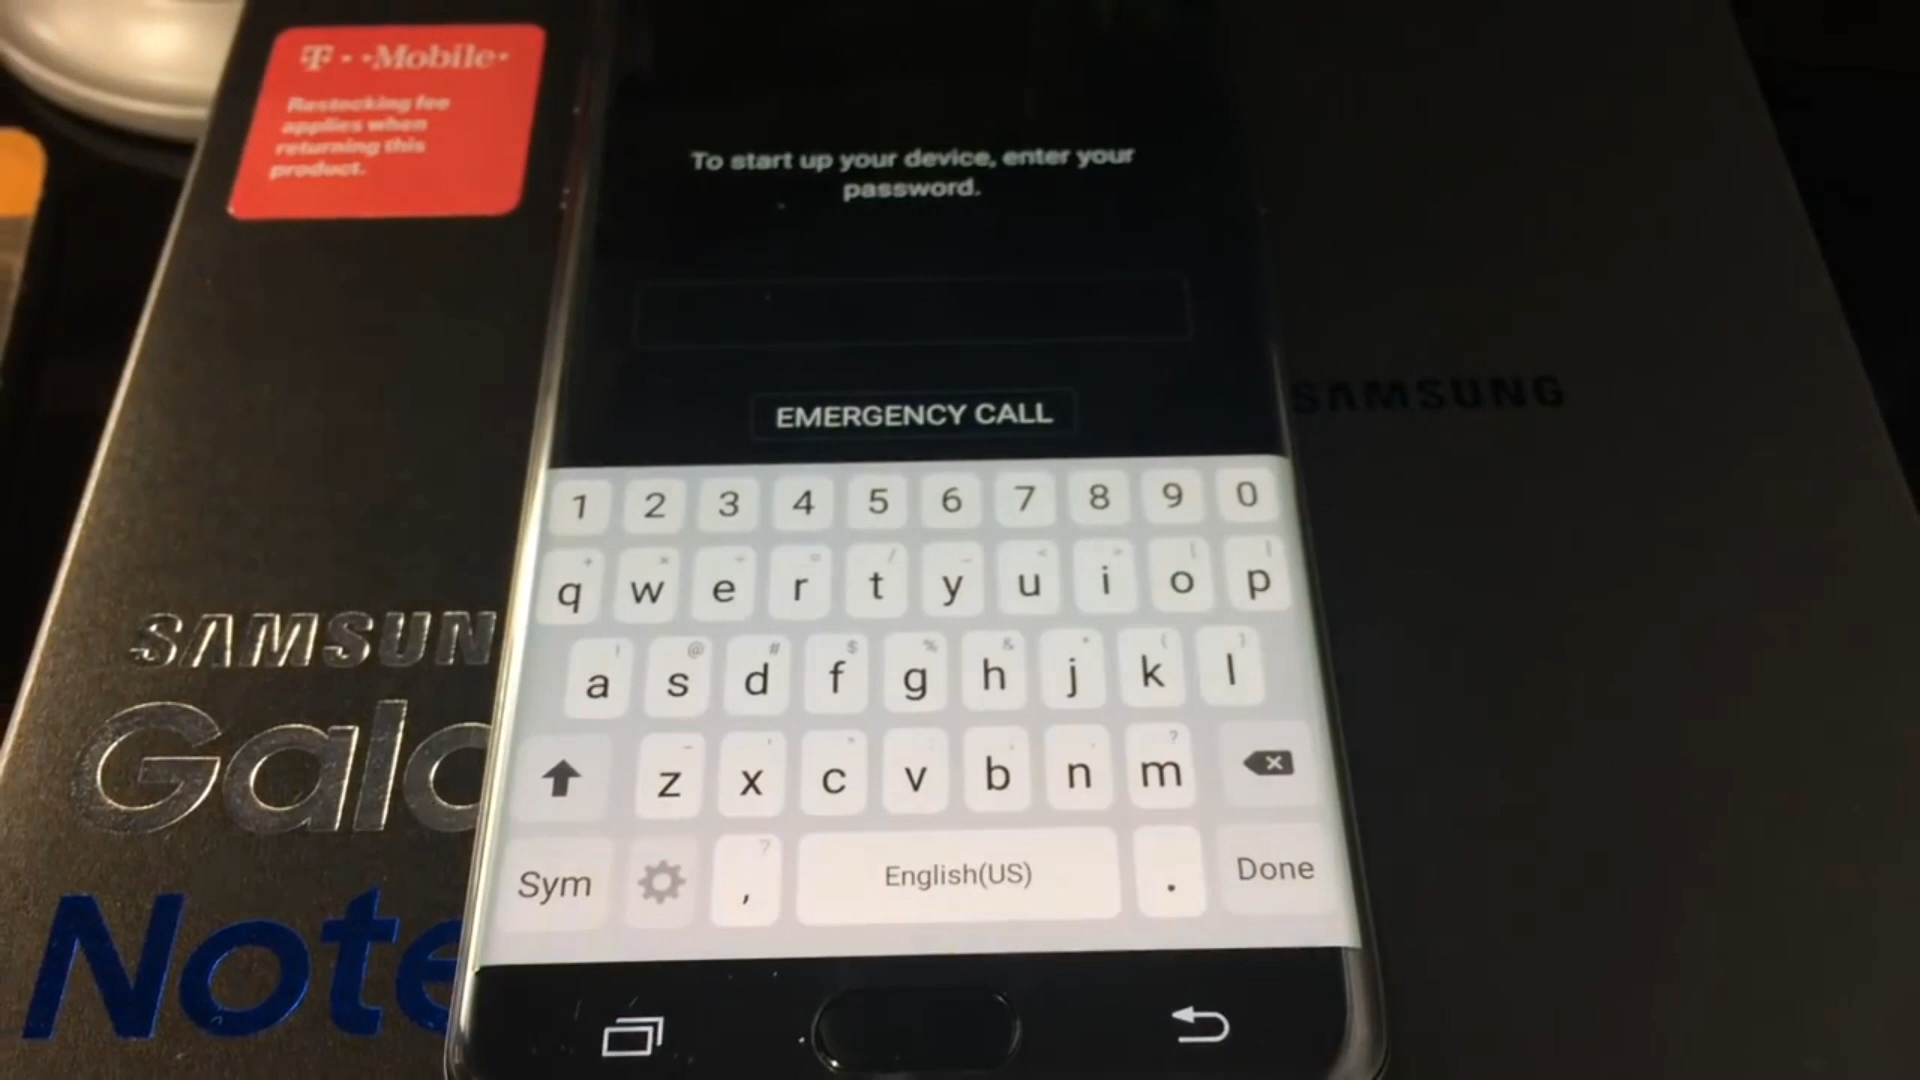 T··Mobile·
Restocking fee
applies when
returning this
product.
To start up your device, enter your
password.
EMERGENCY CALL
SAMSUNG
1 2 3 4 5 6 7 8 9 0
q w e r t y u i o p
a s d f g h j k l
z x c v b n m
Sym , English(US) . Done
SAMSUN
Gala
Note